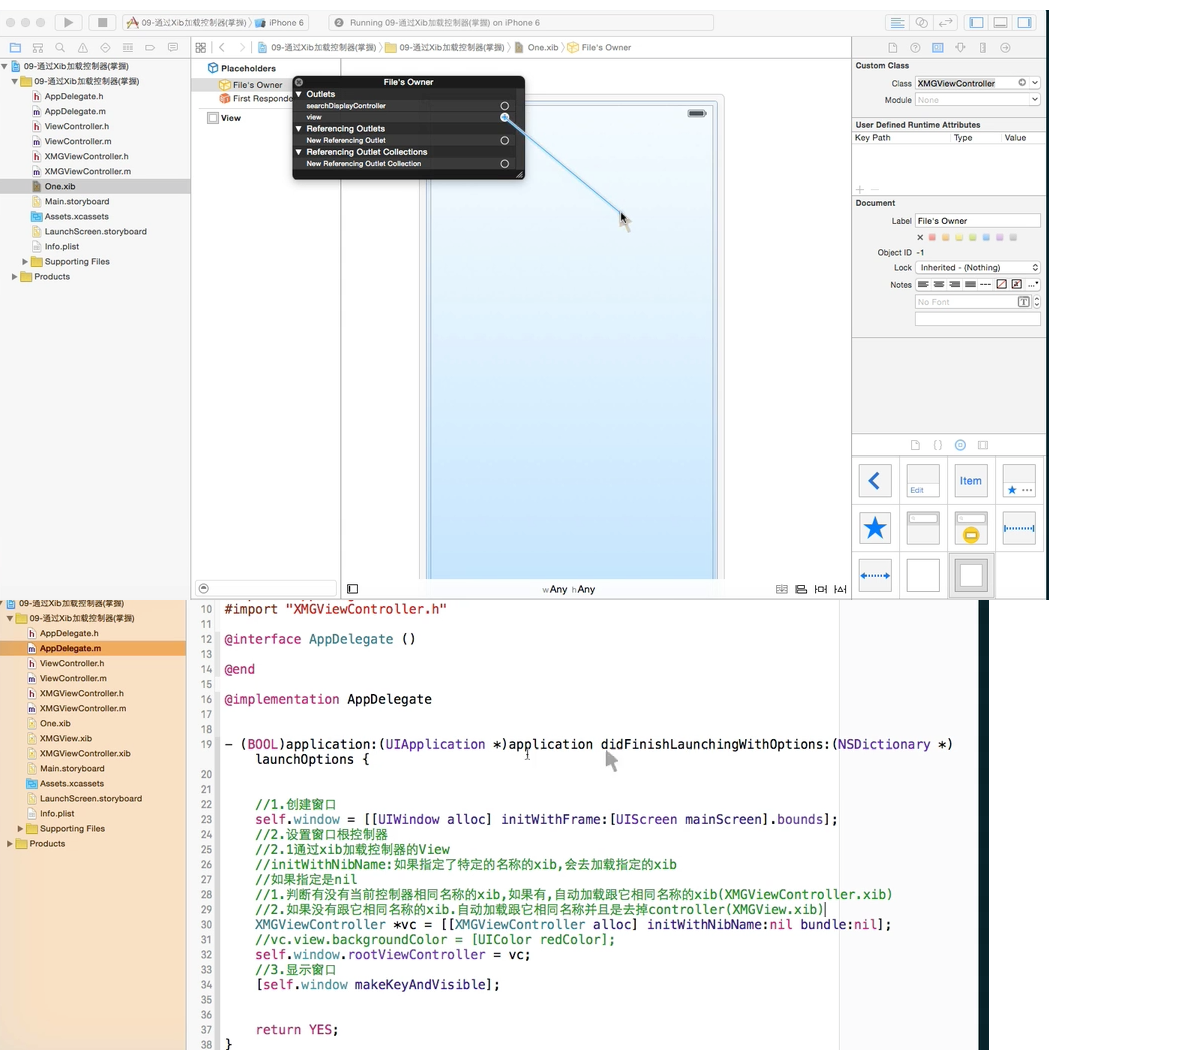 09-通过Xib加载控制器(掌握) 〉 iPhone 6
2 Running 09-通过Xib加载控制器(掌握) on iPhone 6
09-通过Xib加载控制器(掌握) 〉 09-通过Xib加载控制器(掌握) 〉 One.xib 〉 File's Owner
09-通过Xib加载控制器(掌握)
09-通过Xib加载控制器(掌握)
AppDelegate.h
AppDelegate.m
ViewController.h
ViewController.m
XMGViewController.h
XMGViewController.m
One.xib
Main.storyboard
Assets.xcassets
LaunchScreen.storyboard
Info.plist
Supporting Files
Products
Placeholders
File's Owner
First Responde
View
File's Owner
Outlets
searchDisplayController
view
Referencing Outlets
New Referencing Outlet
Referencing Outlet Collections
New Referencing Outlet Collection
wAny hAny
Custom Class
Class XMGViewController
Module None
User Defined Runtime Attributes
Key Path Type Value
Document
Label File's Owner
Object ID -1
Lock Inherited - (Nothing)
Notes
No Font
Edit Item
09-通过Xib加载控制器(掌握)
09-通过Xib加载控制器(掌握)
AppDelegate.h
AppDelegate.m
ViewController.h
ViewController.m
XMGViewController.h
XMGViewController.m
One.xib
XMGView.xib
XMGViewController.xib
Main.storyboard
Assets.xcassets
LaunchScreen.storyboard
Info.plist
Supporting Files
Products
10 #import "XMGViewController.h"
11
12 @interface AppDelegate ()
13
14 @end
15
16 @implementation AppDelegate
17
18
19 - (BOOL)application:(UIApplication *)application didFinishLaunchingWithOptions:(NSDictionary *)
launchOptions {
20
21
22 //1.创建窗口
23 self.window = [[UIWindow alloc] initWithFrame:[UIScreen mainScreen].bounds];
24 //2.设置窗口根控制器
25 //2.1通过xib加载控制器的View
26 //initWithNibName:如果指定了特定的名称的xib,会去加载指定的xib
27 //如果指定是nil
28 //1.判断有没有当前控制器相同名称的xib,如果有,自动加载跟它相同名称的xib(XMGViewController.xib)
29 //2.如果没有跟它相同名称的xib.自动加载跟它相同名称并且是去掉controller(XMGView.xib)
30 XMGViewController *vc = [[XMGViewController alloc] initWithNibName:nil bundle:nil];
31 //vc.view.backgroundColor = [UIColor redColor];
32 self.window.rootViewController = vc;
33 //3.显示窗口
34 [self.window makeKeyAndVisible];
35
36
37 return YES;
38 }